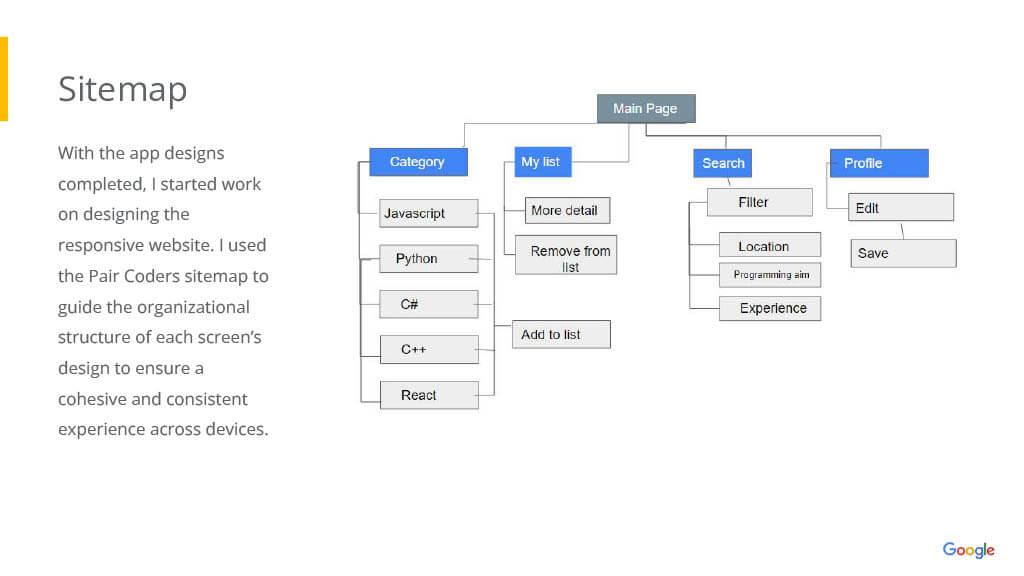 Sitemap
With the app designs
completed, I started work
on designing the
responsive website. I used
the Pair Coders sitemap to
guide the organizational
structure of each screen’s
design to ensure a
cohesive and consistent
experience across devices.
Main Page
Category
Javascript
Python
C#
C++
React
Add to list
My list
More detail
Remove from
list
Search
Filter
Location
Programming aim
Experience
Profile
Edit
Save
Google